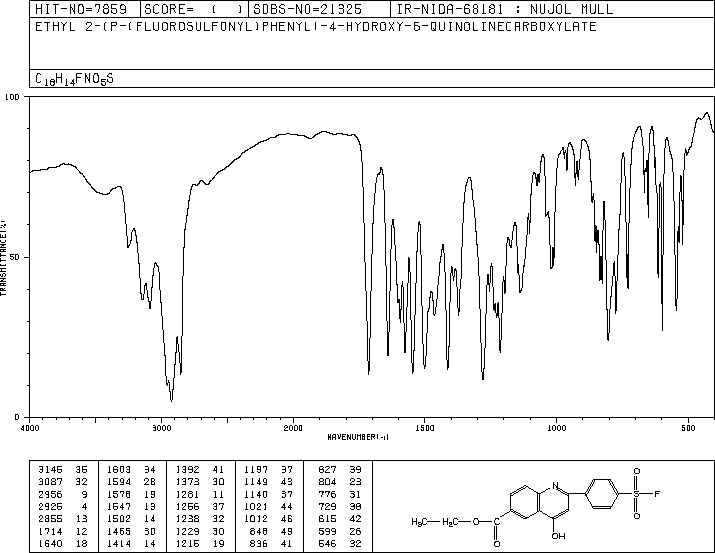 HIT-NO=7859 SCORE= ( ) SDBS-NO=21325 IR-NIDA-68181 : NUJOL MULL
ETHYL 2-(P-(FLUOROSULFONYL)PHENYL)-4-HYDROXY-6-QUINOLINECARBOXYLATE
C18H14FNO5S
100
TRANSMITTANCE(%)
50
0
4000 3000 2000 1500 1000 500
WAVENUMBER(-1)
3145 35 1603 34 1392 41 1197 37 827 39
3087 32 1594 28 1373 30 1149 43 804 23
2956 9 1578 19 1281 11 1140 37 776 31
2925 4 1547 13 1256 37 1021 44 729 38
2855 13 1502 14 1238 32 1012 46 615 42
1714 12 1465 30 1229 30 848 49 599 26
1640 18 1414 14 1215 19 836 41 546 32
N
O
S F
O
H3C-H2C-O-C
O
OH